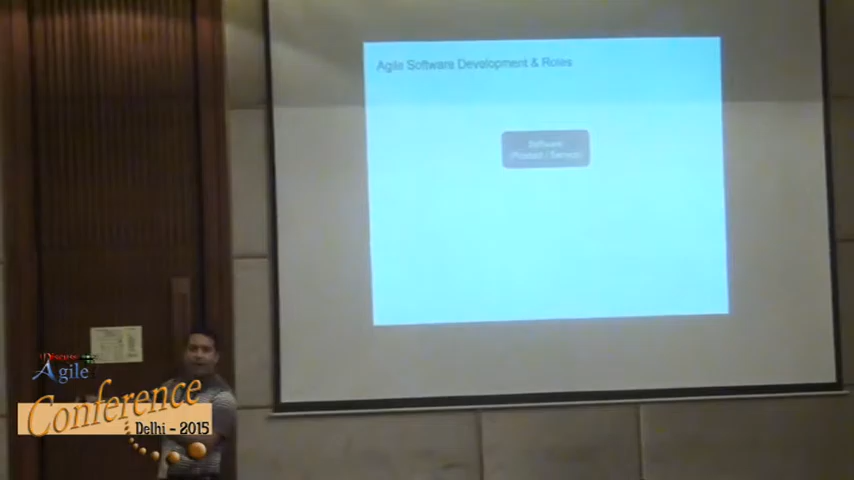 Agile Software Development & Roles
Software
(Product / Service)
Agile
Conference
Delhi - 2015